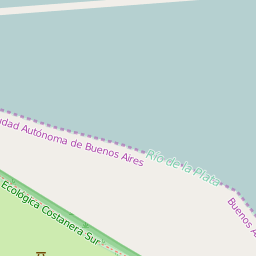 udad Autónoma de Buenos Aires
Río de la Plata
Buenos A
Ecológica Costanera Sur